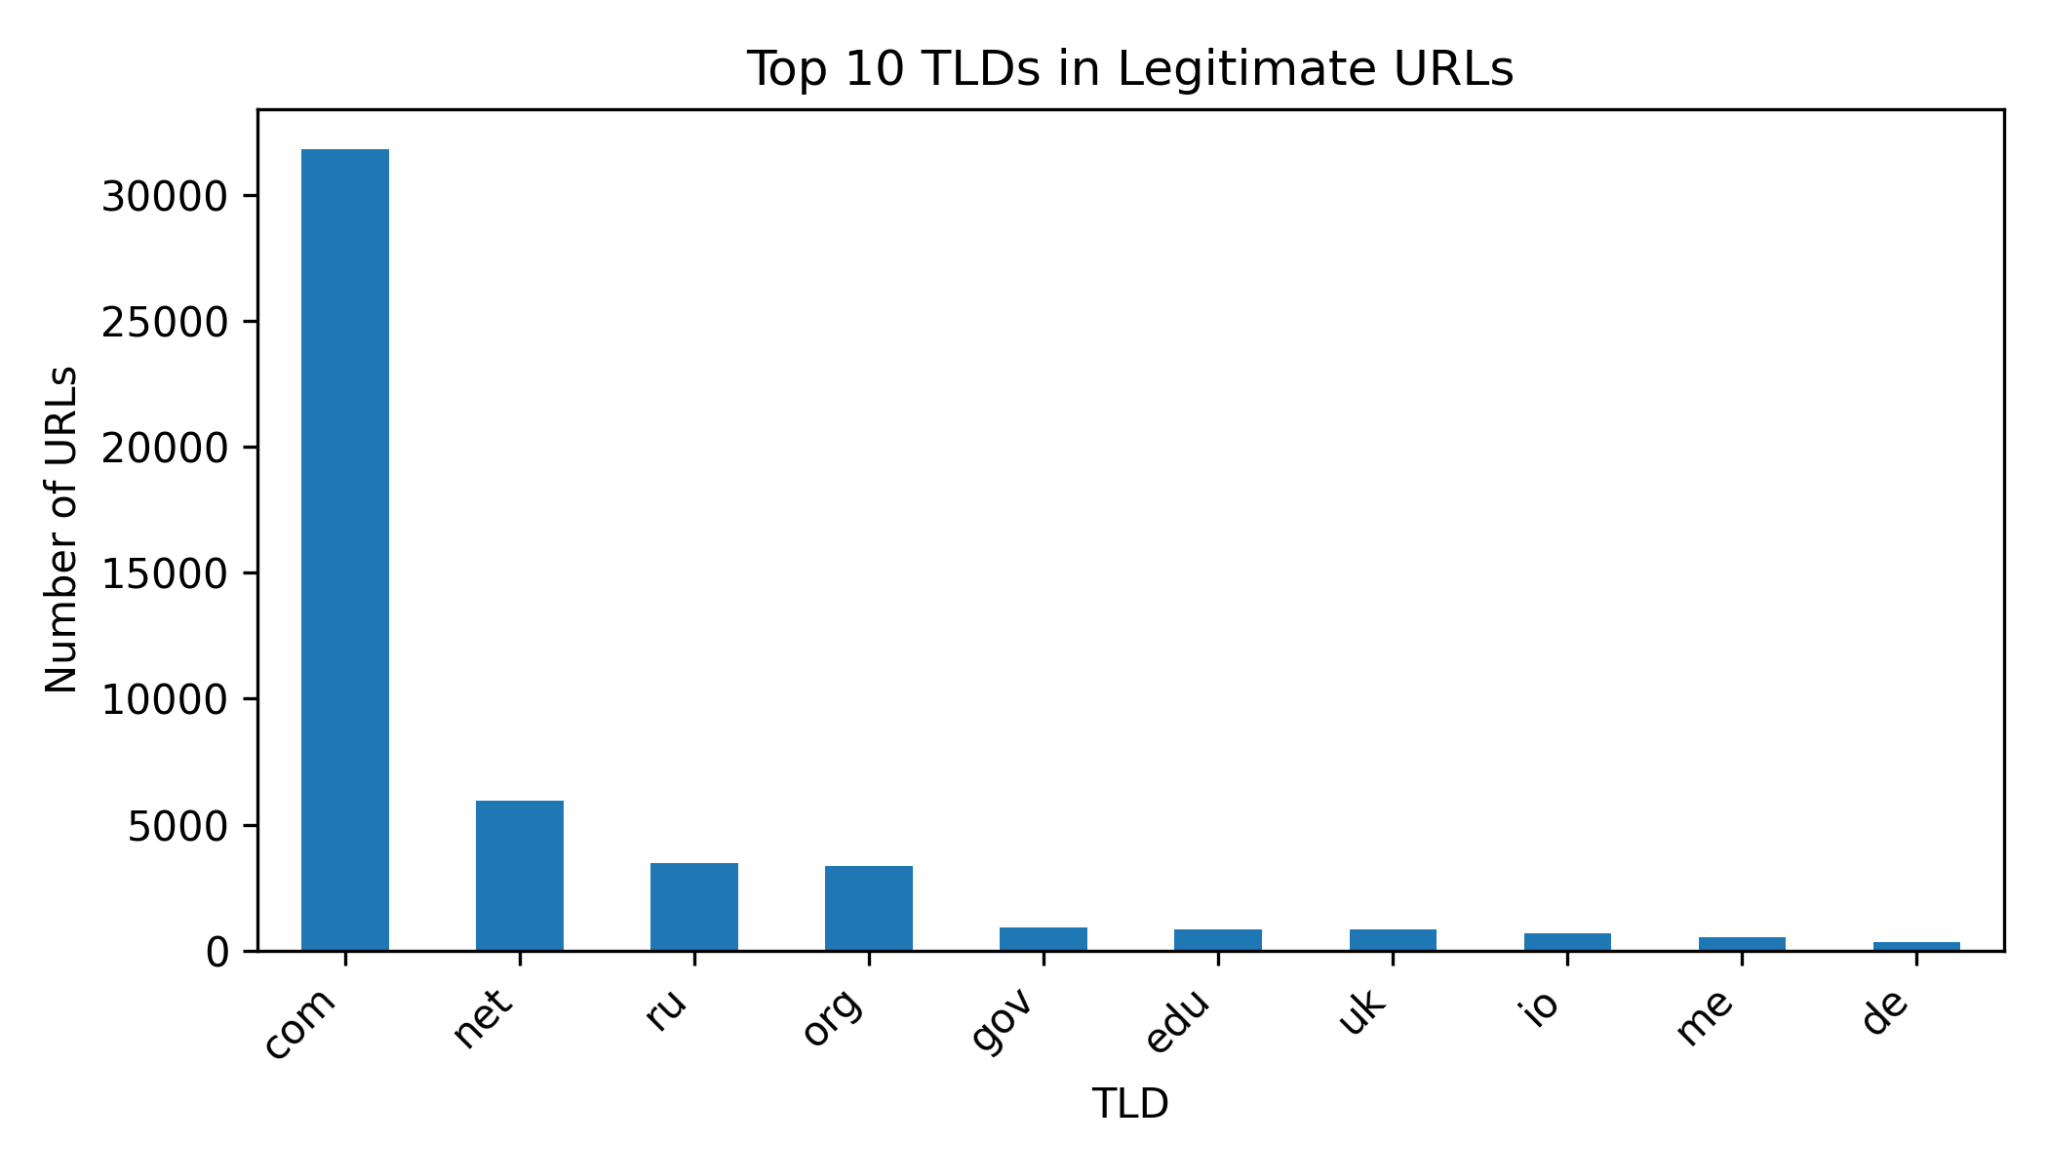 Top 10 TLDs in Legitimate URLs
Number of URLs
30000
25000
20000
15000
10000
5000
0
com
net
ru
org
gov
edu
uk
io
me
de
TLD